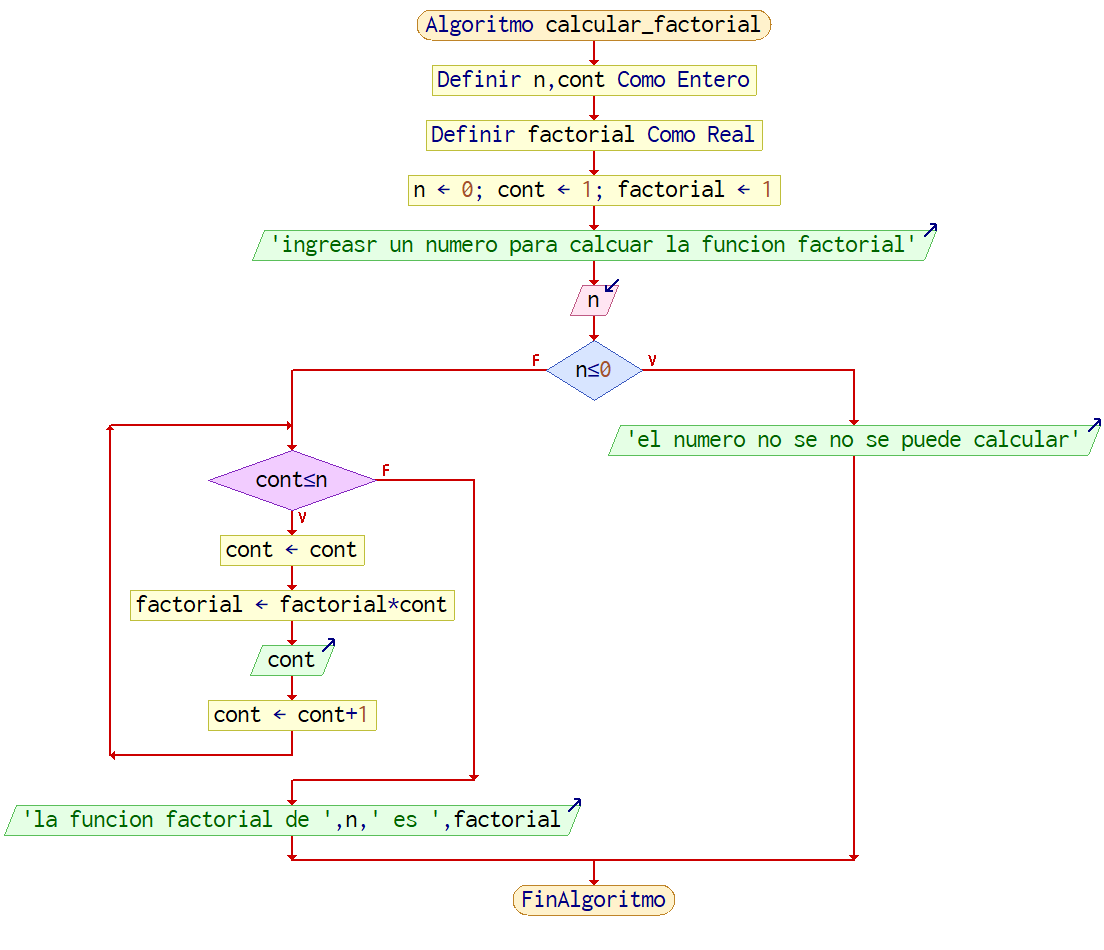 Algoritmo calcular_factorial
Definir n,cont Como Entero
Definir factorial Como Real
n ← 0; cont ← 1; factorial ← 1
'ingreasr un numero para calcuar la funcion factorial'
n
n≤0
F
V
'el numero no se no se puede calcular'
cont≤n
F
V
cont ← cont
factorial ← factorial*cont
cont
cont ← cont+1
'la funcion factorial de ',n,' es ',factorial
FinAlgoritmo